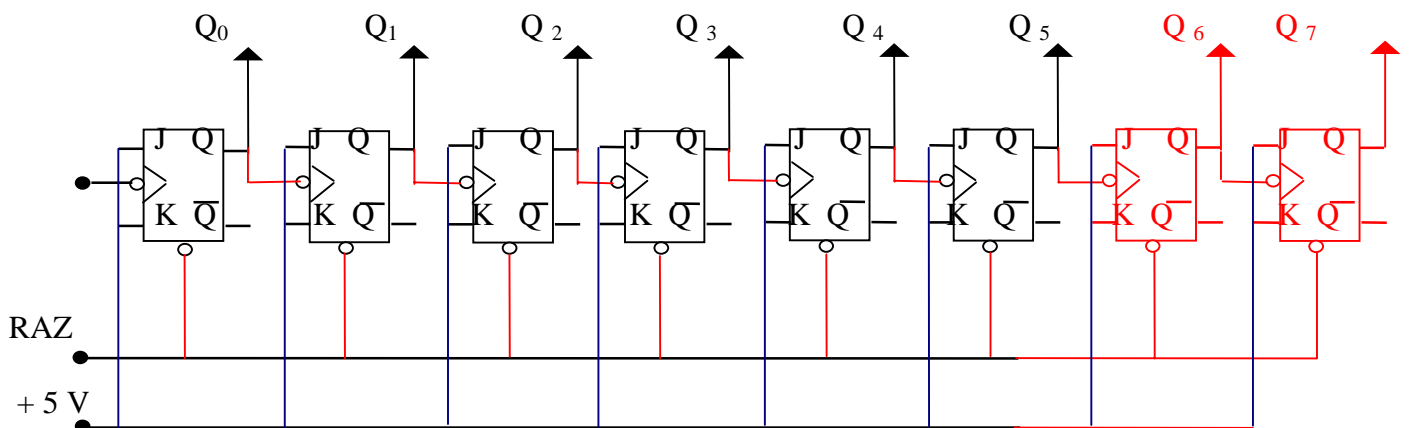 Q0 Q1 Q 2 Q 3 Q 4 Q 5 Q 6 Q 7
J Q J Q J Q J Q J Q J Q J Q J Q
K Q̅ K Q̅ K Q̅ K Q̅ K Q̅ K Q̅ K Q̅ K Q̅
RAZ
+ 5 V